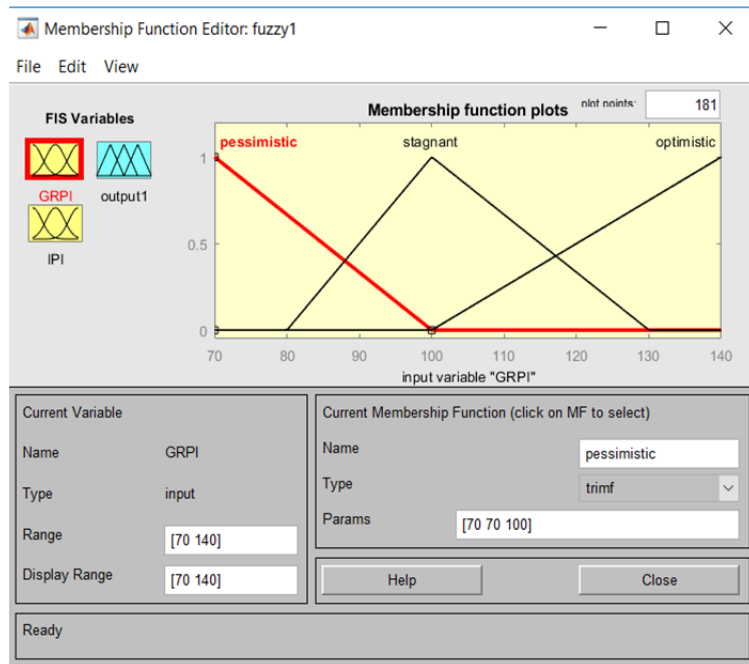 Membership Function Editor: fuzzy1
File Edit View
FIS Variables
GRPI
output1
IPI
Membership function plots
plot points:
181
pessimistic
stagnant
optimistic
1
0.5
0
70 80 90 100 110 120 130 140
input variable "GRPI"
Current Variable
Name GRPI
Type input
Range [70 140]
Display Range [70 140]
Current Membership Function (click on MF to select)
Name pessimistic
Type trimf
Params [70 70 100]
Help Close
Ready